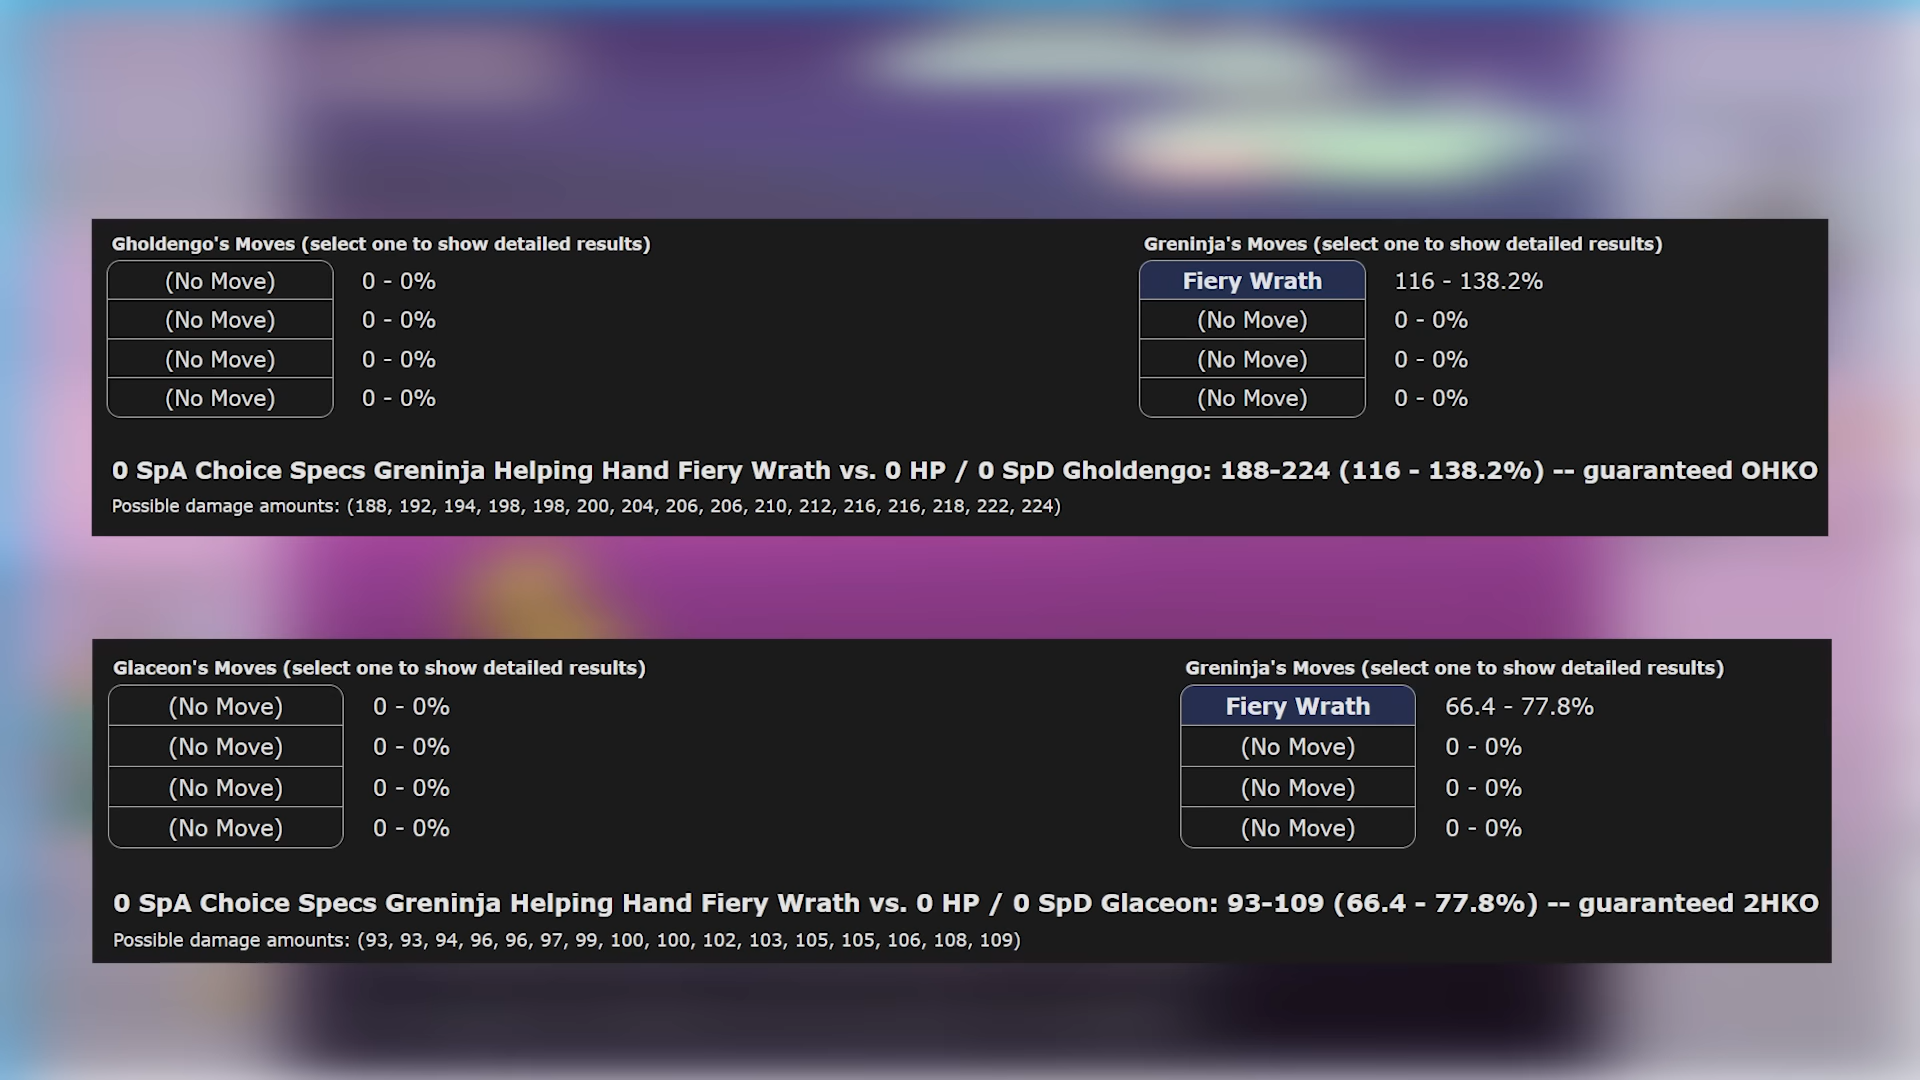 Gholdengo's Moves (select one to show detailed results)
Greninja's Moves (select one to show detailed results)
(No Move) 0 - 0%
Fiery Wrath 116 - 138.2%
(No Move) 0 - 0%
(No Move) 0 - 0%
(No Move) 0 - 0%
(No Move) 0 - 0%
(No Move) 0 - 0%
(No Move) 0 - 0%
0 SpA Choice Specs Greninja Helping Hand Fiery Wrath vs. 0 HP / 0 SpD Gholdengo: 188-224 (116 - 138.2%) -- guaranteed OHKO
Possible damage amounts: (188, 192, 194, 198, 198, 200, 204, 206, 206, 210, 212, 216, 216, 218, 222, 224)
Glaceon's Moves (select one to show detailed results)
Greninja's Moves (select one to show detailed results)
(No Move) 0 - 0%
Fiery Wrath 66.4 - 77.8%
(No Move) 0 - 0%
(No Move) 0 - 0%
(No Move) 0 - 0%
(No Move) 0 - 0%
(No Move) 0 - 0%
(No Move) 0 - 0%
0 SpA Choice Specs Greninja Helping Hand Fiery Wrath vs. 0 HP / 0 SpD Glaceon: 93-109 (66.4 - 77.8%) -- guaranteed 2HKO
Possible damage amounts: (93, 93, 94, 96, 96, 97, 99, 100, 100, 102, 103, 105, 105, 106, 108, 109)